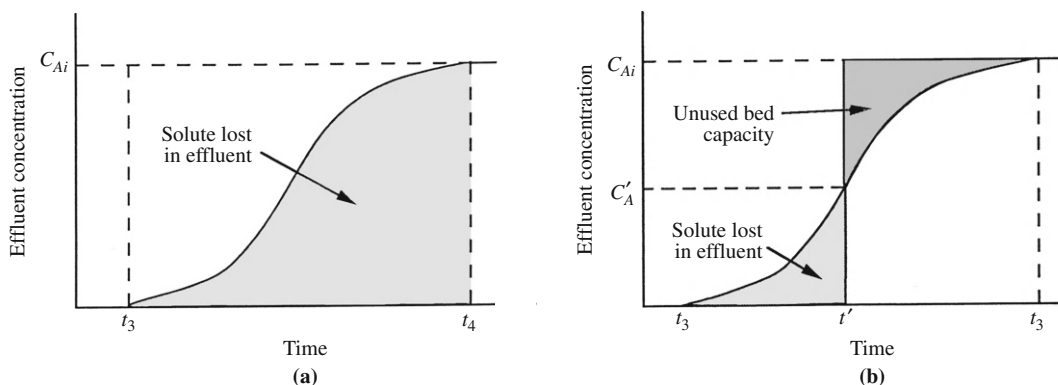 Effluent concentration
C_Ai
Solute lost
in effluent
t_3
t_4
Time
(a)
Effluent concentration
C_Ai
Unused bed
capacity
C'_A
Solute lost
in effluent
t_3
t'
t_3
Time
(b)